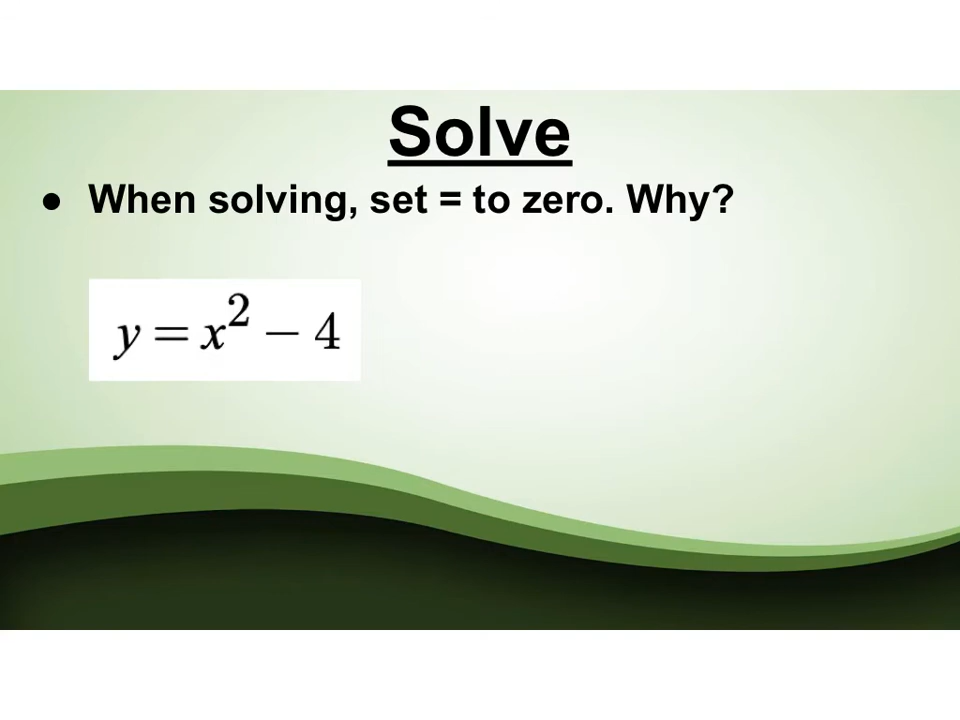 Solve
● When solving, set = to zero. Why?
y = x² − 4